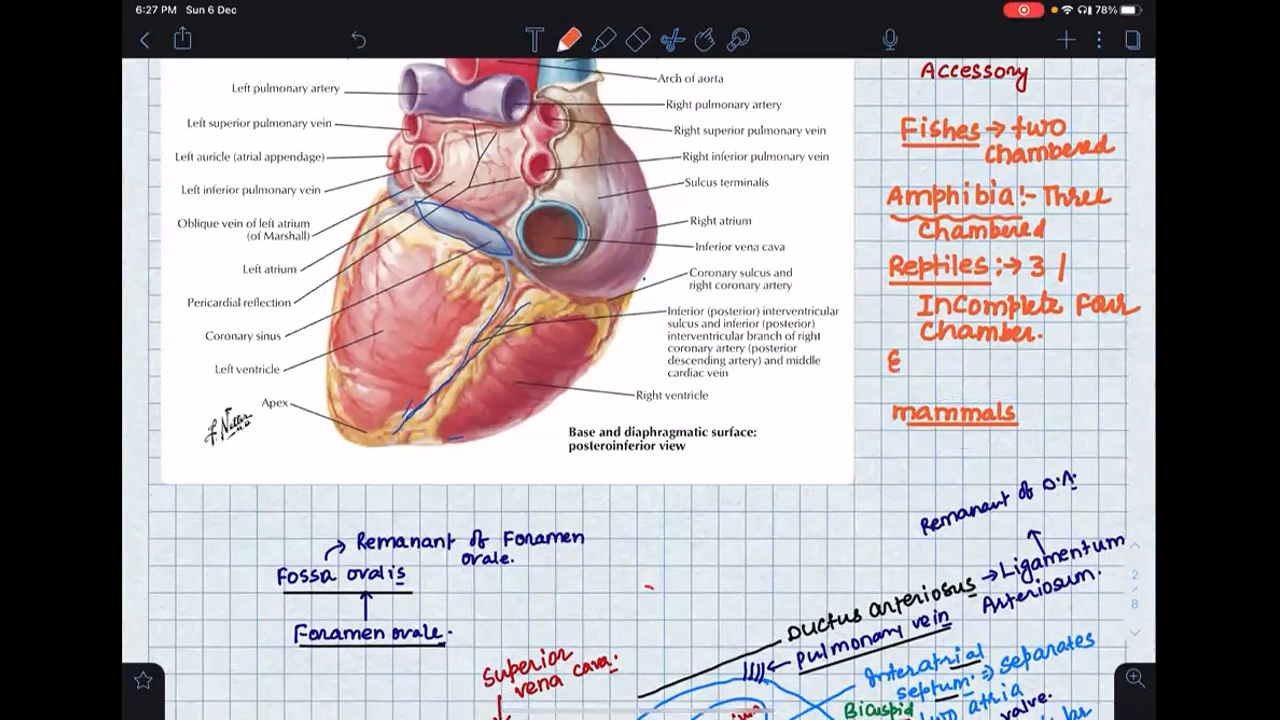 6:27 PM Sun 6 Dec
78%
T
Left pulmonary artery
Left superior pulmonary vein
Left auricle (atrial appendage)
Left inferior pulmonary vein
Oblique vein of left atrium
(of Marshall)
Left atrium
Pericardial reflection
Coronary sinus
Left ventricle
Apex
F. Netter
M.D.
Arch of aorta
Right pulmonary artery
Right superior pulmonary vein
Right inferior pulmonary vein
Sulcus terminalis
Right atrium
Inferior vena cava
Coronary sulcus and
right coronary artery
Inferior (posterior) interventricular
sulcus and inferior (posterior)
interventricular branch of right
coronary artery (posterior
descending artery) and middle
cardiac vein
Right ventricle
Base and diaphragmatic surface:
posteroinferior view
Accessory
Fishes → two
chambered
Amphibia :- Three
Chambered
Reptiles :→ 3 /
Incomplete Four
Chamber.
E
mammals
Remanant of Foramen
ovale.
Fossa ovalis
Foramen ovale.
Remanant of D.A.
Ductus arteriosus → Ligamentum
Arteriosum.
Pulmonary vein
Superior
vena cava.
Interatrial
septum ⇒ separates
two atria
Bicuspid
valve.
2
8